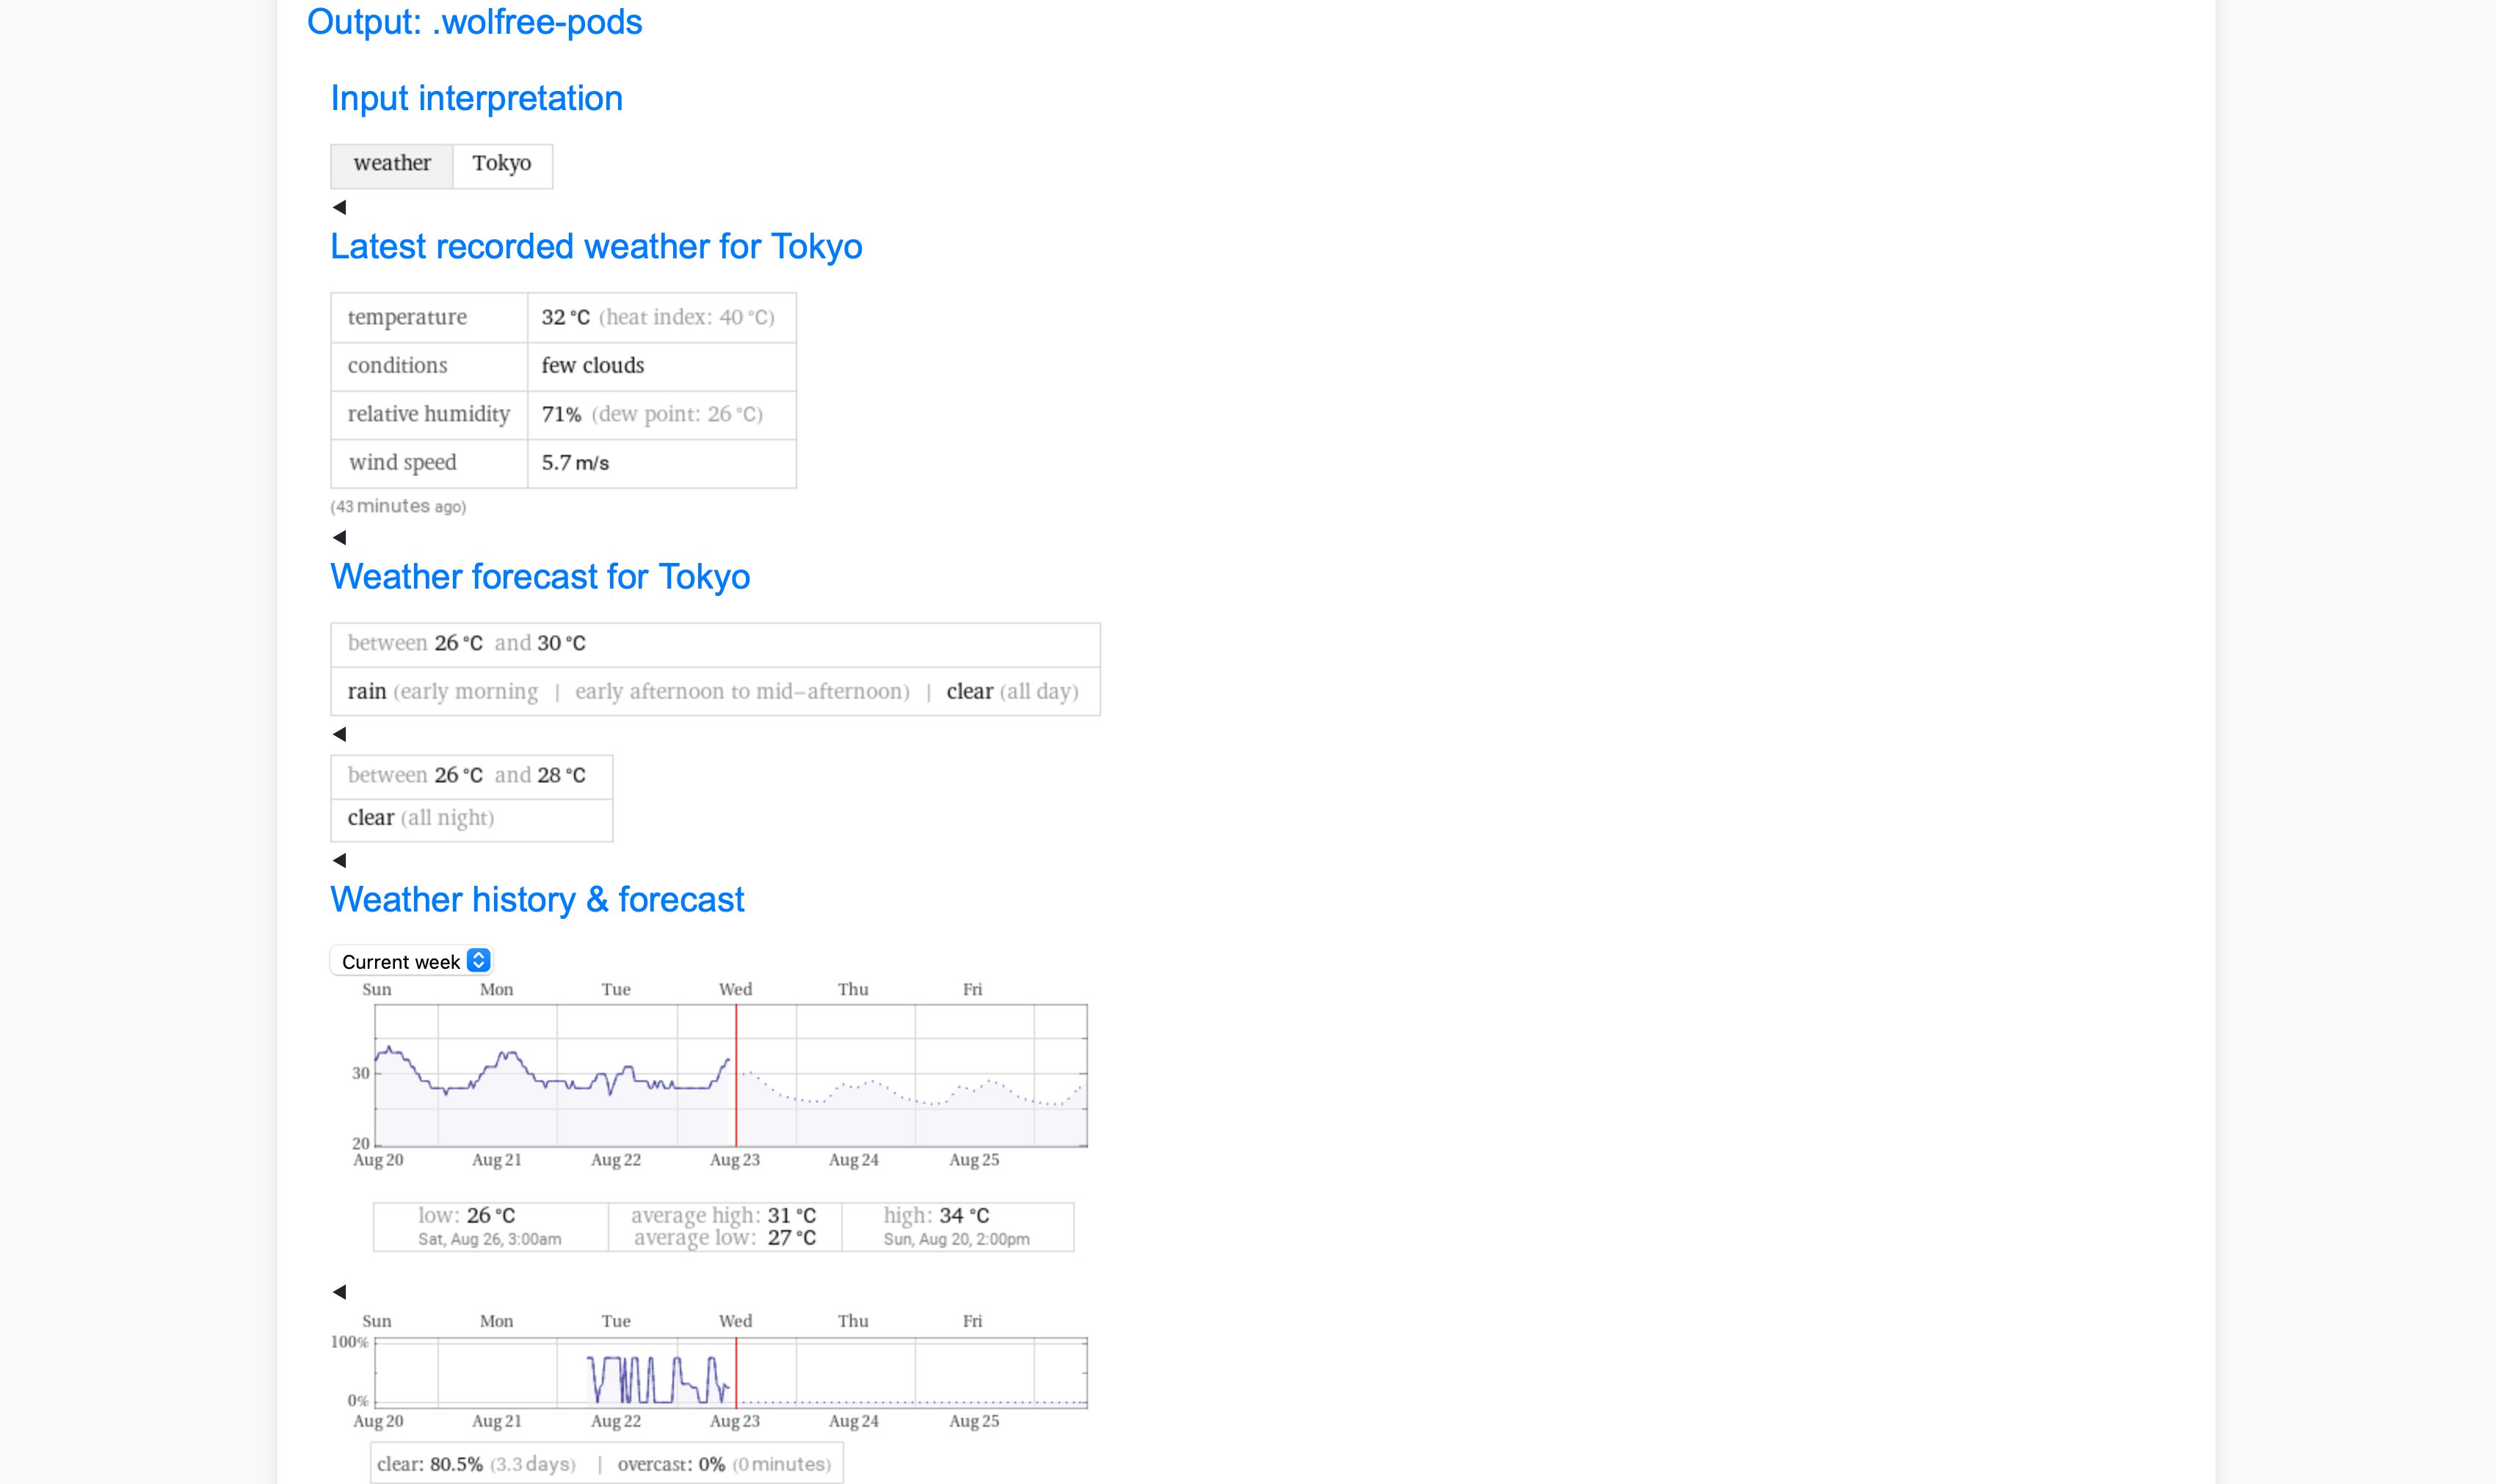 Output: .wolfree-pods
Input interpretation
weather Tokyo
Latest recorded weather for Tokyo
temperature 32 °C (heat index: 40 °C)
conditions few clouds
relative humidity 71% (dew point: 26 °C)
wind speed 5.7 m/s
(43 minutes ago)
Weather forecast for Tokyo
between 26 °C and 30 °C
rain (early morning | early afternoon to mid–afternoon) | clear (all day)
between 26 °C and 28 °C
clear (all night)
Weather history & forecast
Current week
Sun Mon Tue Wed Thu Fri
30
20
Aug 20 Aug 21 Aug 22 Aug 23 Aug 24 Aug 25
low: 26 °C average high: 31 °C high: 34 °C
Sat, Aug 26, 3:00am average low: 27 °C Sun, Aug 20, 2:00pm
Sun Mon Tue Wed Thu Fri
100%
0%
Aug 20 Aug 21 Aug 22 Aug 23 Aug 24 Aug 25
clear: 80.5% (3.3 days) | overcast: 0% (0 minutes)